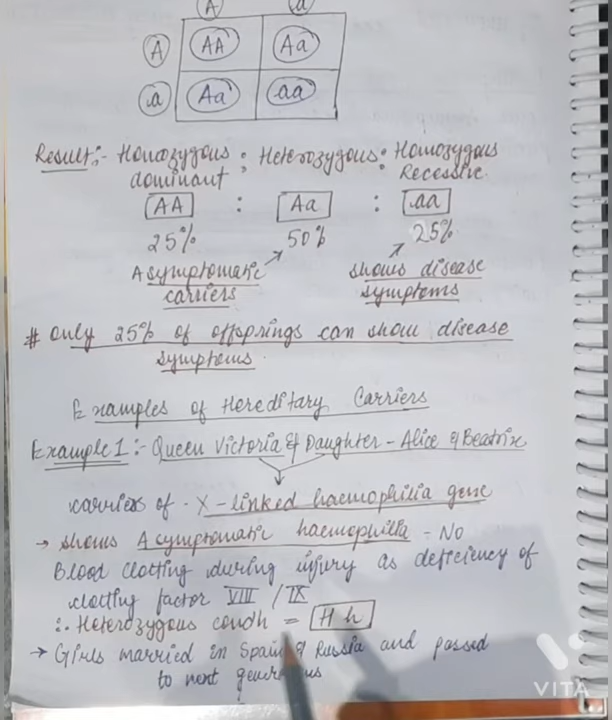 A a
A AA Aa
a Aa aa
Result:- Homozygous : Heterozygous : Homozygous
dominant : : Recessive.
AA : Aa : aa
25% 50% 25%
Asymptomatic shows disease
carriers symptoms
# Only 25% of offsprings can show disease
symptoms.
Examples of Hereditary Carriers
Example 1:- Queen Victoria & Daughter - Alice & Beatrix
carriers of - X-linked haemophilia gene
→ shows Asymptomatic haemophilia - No
Blood clotting during injury as deficiency of
clotting factor VIII / IX
∴ Heterozygous condn = H h
→ Girls married in Spain & Russia and passed
to next
VITA